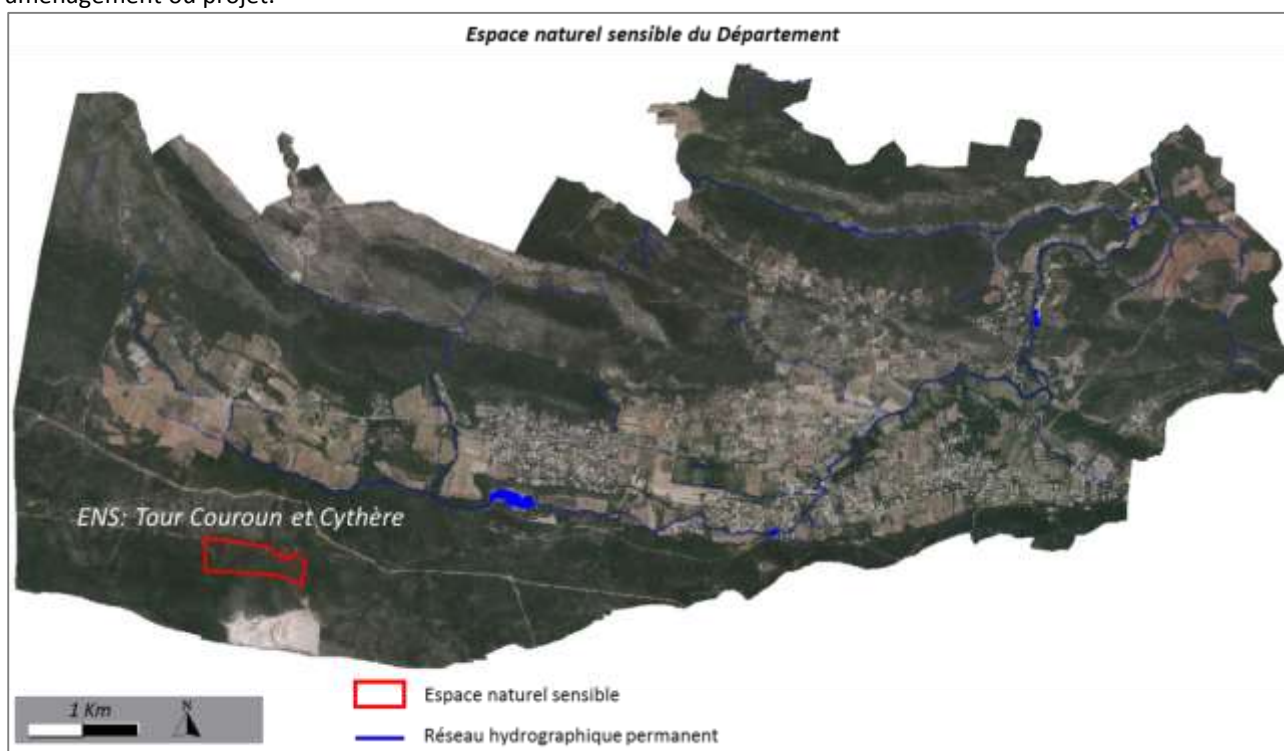 aménagement ou projet.
Espace naturel sensible du Département
ENS: Tour Couroun et Cythère
1 Km
N
Espace naturel sensible
Réseau hydrographique permanent